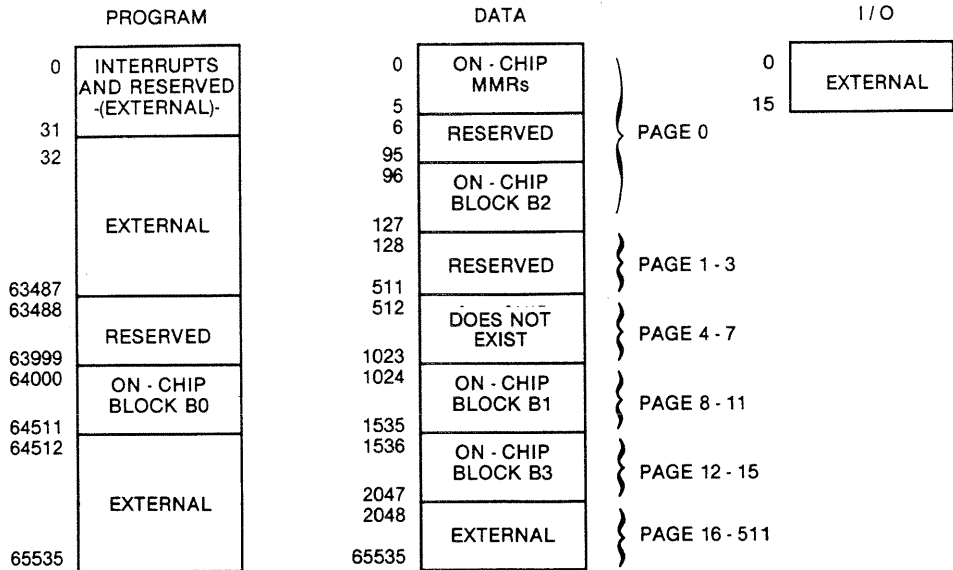 PROGRAM
0
INTERRUPTS
AND RESERVED
-(EXTERNAL)-
31
32
EXTERNAL
63487
63488
RESERVED
63999
64000
ON - CHIP
BLOCK B0
64511
64512
EXTERNAL
65535
DATA
0
ON - CHIP
MMRs
5
6
RESERVED
95
96
ON - CHIP
BLOCK B2
127
128
RESERVED
511
512
DOES NOT
EXIST
1023
1024
ON - CHIP
BLOCK B1
1535
1536
ON - CHIP
BLOCK B3
2047
2048
EXTERNAL
65535
PAGE 0
PAGE 1 - 3
PAGE 4 - 7
PAGE 8 - 11
PAGE 12 - 15
PAGE 16 - 511
I / O
0
EXTERNAL
15